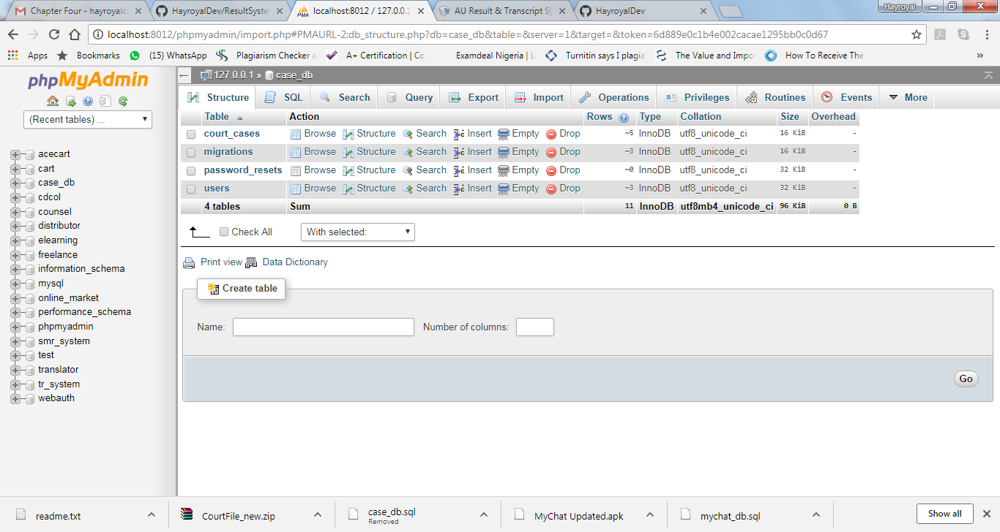 Chapter Four - hayroyalco
HayroyalDev/ResultSystem
localhost:8012 / 127.0.0.1
AU Result & Transcript Sy
HayroyalDev
Hayroyal
localhost:8012/phpmyadmin/import.php#PMAURL-2:db_structure.php?db=case_db&table=&server=1&target=&token=6d889e0c1b4e002cacae1295bb0c0d67
Apps Bookmarks (15) WhatsApp Plagiarism Checker a A+ Certification | Co Examdeal Nigeria | L Turnitin says I plagia The Value and Impo How To Receive The »
phpMyAdmin
(Recent tables) ...
acecart
cart
case_db
cdcol
counsel
distributor
elearning
freelance
information_schema
mysql
online_market
performance_schema
phpmyadmin
smr_system
test
translator
tr_system
webauth
127.0.0.1 » case_db
Structure SQL Search Query Export Import Operations Privileges Routines Events More
Table Action Rows Type Collation Size Overhead
court_cases Browse Structure Search Insert Empty Drop ~5 InnoDB utf8_unicode_ci 16 KiB -
migrations Browse Structure Search Insert Empty Drop ~3 InnoDB utf8_unicode_ci 16 KiB -
password_resets Browse Structure Search Insert Empty Drop ~0 InnoDB utf8_unicode_ci 32 KiB -
users Browse Structure Search Insert Empty Drop ~3 InnoDB utf8_unicode_ci 32 KiB -
4 tables Sum 11 InnoDB utf8mb4_unicode_ci 96 KiB 0 B
Check All With selected:
Print view Data Dictionary
Create table
Name: Number of columns:
Go
readme.txt
CourtFile_new.zip
case_db.sql
Removed
MyChat Updated.apk
mychat_db.sql
Show all